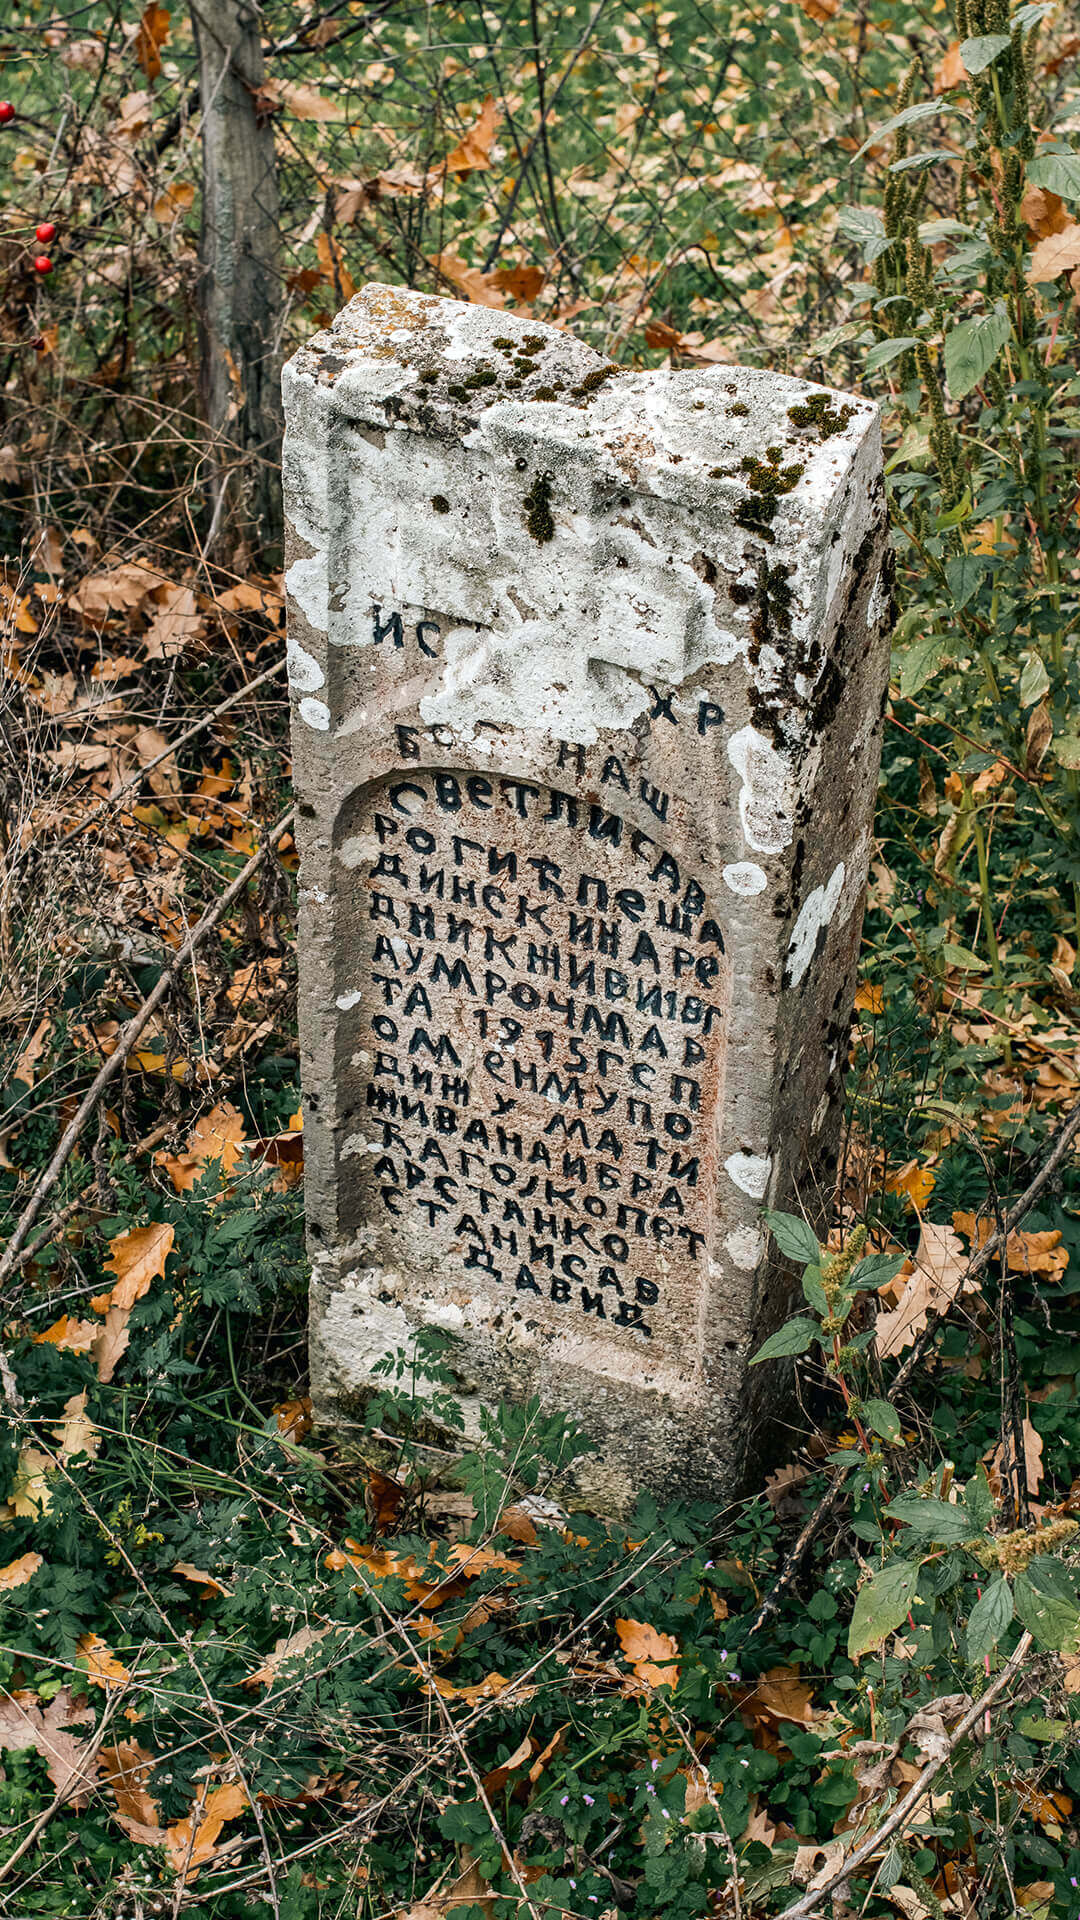 ИС ХР
БОГ НАШ
СВЕТЛИСАВ
РОГИЋ ПЕША
ДИНСКИ НАРЕ
ДНИК ЖИВИ 18 Г
А УМРО Ч МАР
ТА 1915 Г СП
ОМЕН МУ ПО
ДИЖУ МАТИ
ЖИВАНА И БРА
ЋА ГОЈКО ПЕТ
АР СТАНКО
СТАНИСАВ
ДАВИД